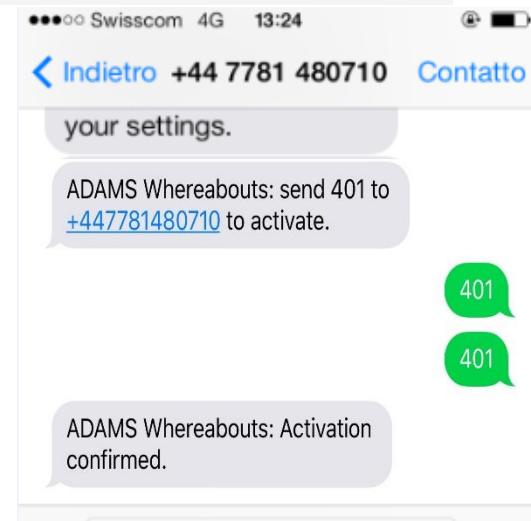 Swisscom 4G 13:24
Indietro +44 7781 480710 Contatto
your settings.
ADAMS Whereabouts: send 401 to
+447781480710 to activate.
401
401
ADAMS Whereabouts: Activation
confirmed.